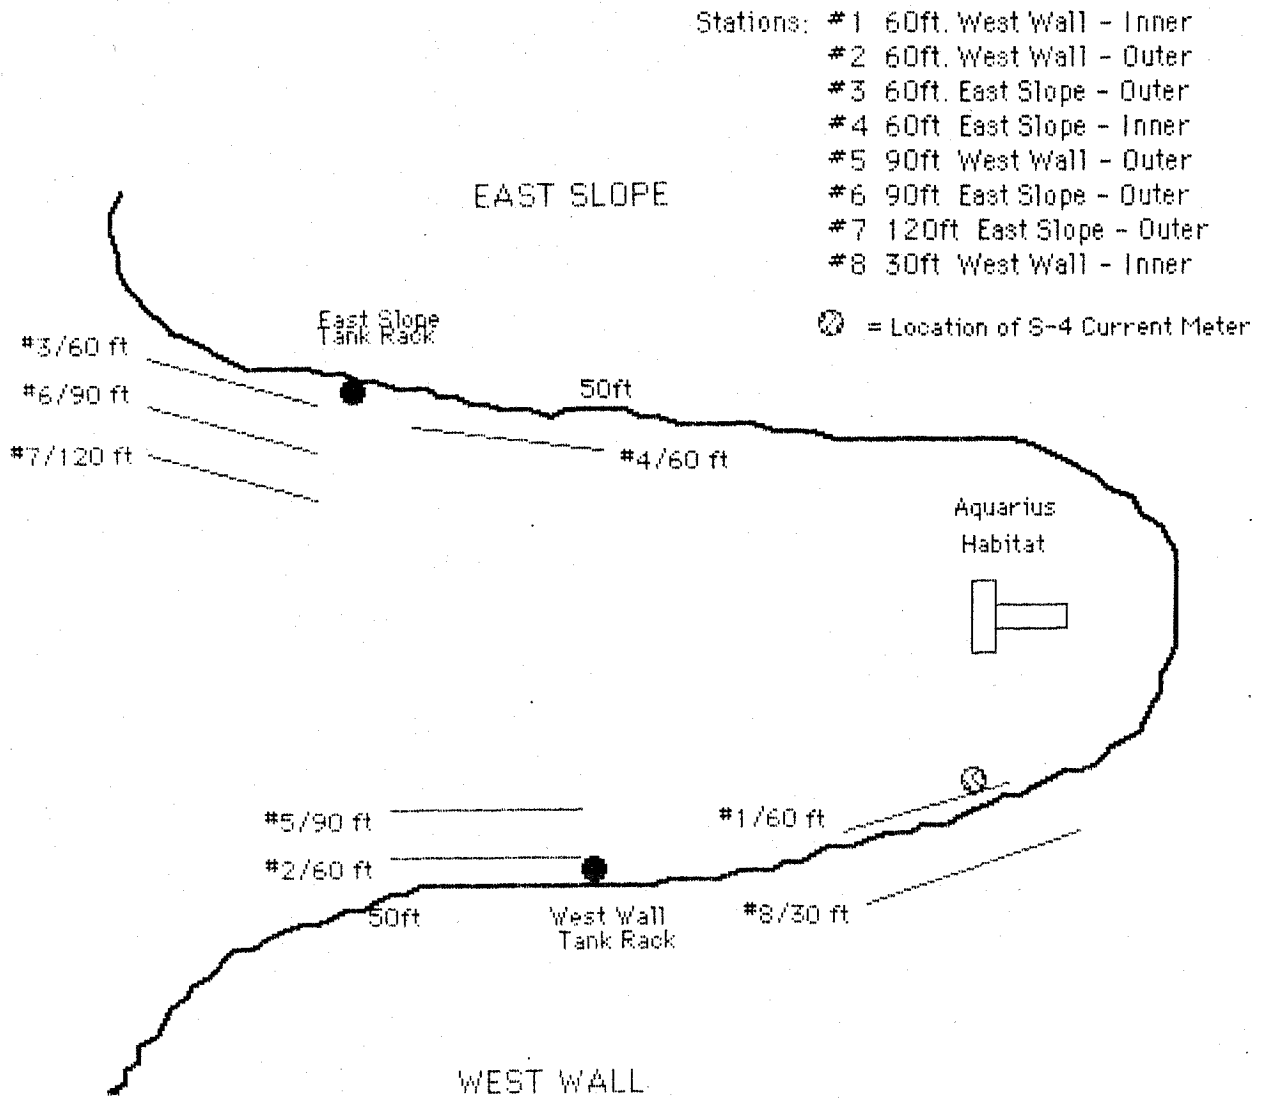 Stations: #1 60ft. West Wall - Inner
#2 60ft. West Wall - Outer
#3 60ft. East Slope - Outer
#4 60ft East Slope - Inner
#5 90ft West Wall - Outer
#6 90ft East Slope - Outer
#7 120ft East Slope - Outer
#8 30ft West Wall - Inner
= Location of S-4 Current Meter
EAST SLOPE
East Slope
Tank Rack
#3/60 ft
#6/90 ft
#7/120 ft
50ft
#4/60 ft
Aquarius
Habitat
#5/90 ft
#2/60 ft
#1/60 ft
#8/30 ft
50ft
West Wall
Tank Rack
WEST WALL